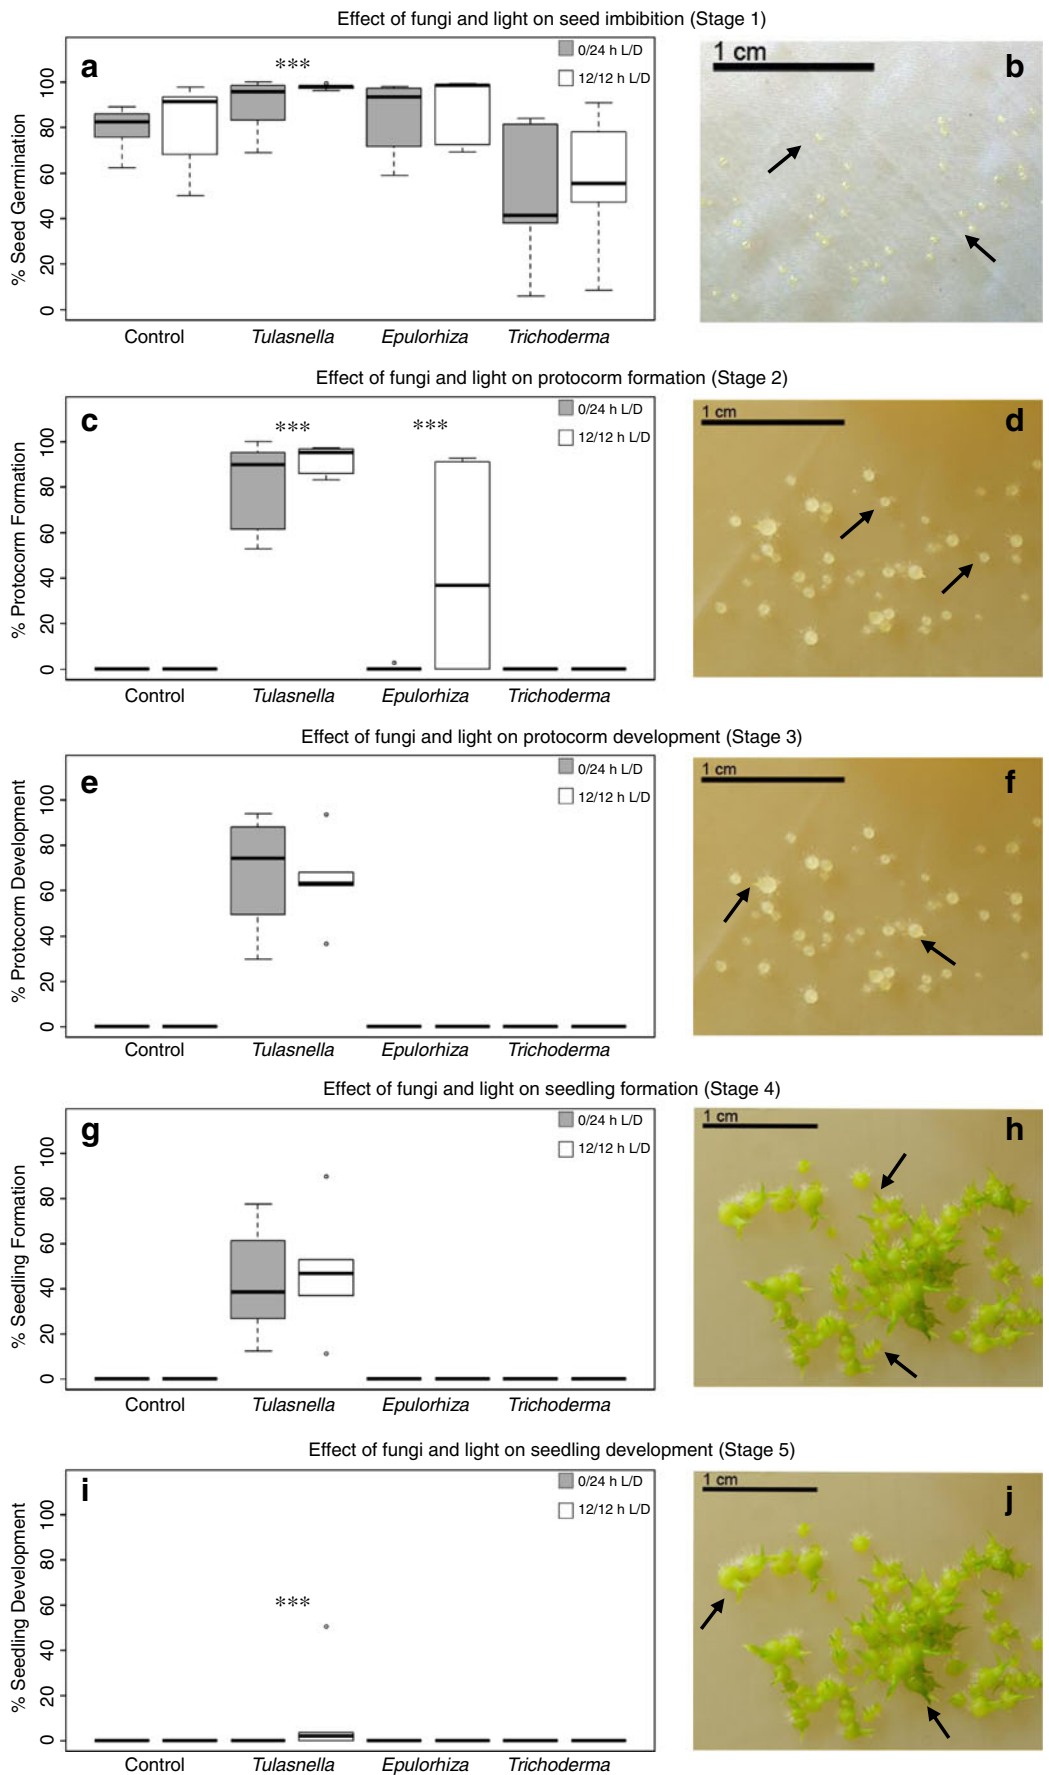 Effect of fungi and light on seed imbibition (Stage 1)
a
***
0/24 h L/D
12/12 h L/D
% Seed Germination
100
80
60
40
20
0
Control
Tulasnella
Epulorhiza
Trichoderma
1 cm
b
Effect of fungi and light on protocorm formation (Stage 2)
c
***
***
0/24 h L/D
12/12 h L/D
% Protocorm Formation
100
80
60
40
20
0
Control
Tulasnella
Epulorhiza
Trichoderma
1 cm
d
Effect of fungi and light on protocorm development (Stage 3)
e
0/24 h L/D
12/12 h L/D
% Protocorm Development
100
80
60
40
20
0
Control
Tulasnella
Epulorhiza
Trichoderma
1 cm
f
Effect of fungi and light on seedling formation (Stage 4)
g
0/24 h L/D
12/12 h L/D
% Seedling Formation
100
80
60
40
20
0
Control
Tulasnella
Epulorhiza
Trichoderma
1 cm
h
Effect of fungi and light on seedling development (Stage 5)
i
***
0/24 h L/D
12/12 h L/D
% Seedling Development
100
80
60
40
20
0
Control
Tulasnella
Epulorhiza
Trichoderma
1 cm
j